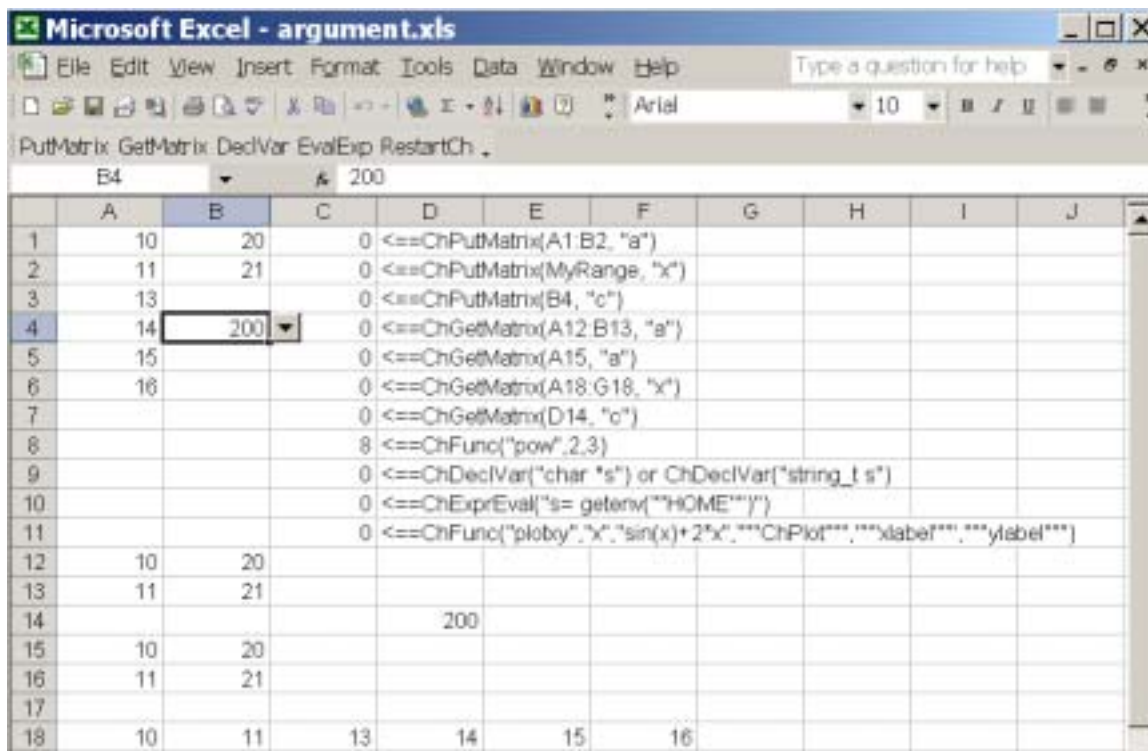 Microsoft Excel - argument.xls
File Edit View Insert Format Tools Data Window Help Type a question for help
Arial 10 B I U
PutMatrix GetMatrix DeclVar EvalExp RestartCh
B4 fx 200
A B C D E F G H I J
1 10 20 0 <==ChPutMatrix(A1:B2, "a")
2 11 21 0 <==ChPutMatrix(MyRange, "x")
3 13 0 <==ChPutMatrix(B4, "c")
4 14 200 0 <==ChGetMatrix(A12:B13, "a")
5 15 0 <==ChGetMatrix(A15, "a")
6 16 0 <==ChGetMatrix(A18:G18, "x")
7 0 <==ChGetMatrix(D14, "c")
8 8 <==ChFunc("pow",2,3)
9 0 <==ChDeclVar("char *s") or ChDeclVar("string_t s")
10 0 <==ChExprEval("s= getenv(""HOME"")")
11 0 <==ChFunc("plotxy","x","sin(x)+2*x","""ChPlot""","""xlabel""","""ylabel""")
12 10 20
13 11 21
14 200
15 10 20
16 11 21
17
18 10 11 13 14 15 16